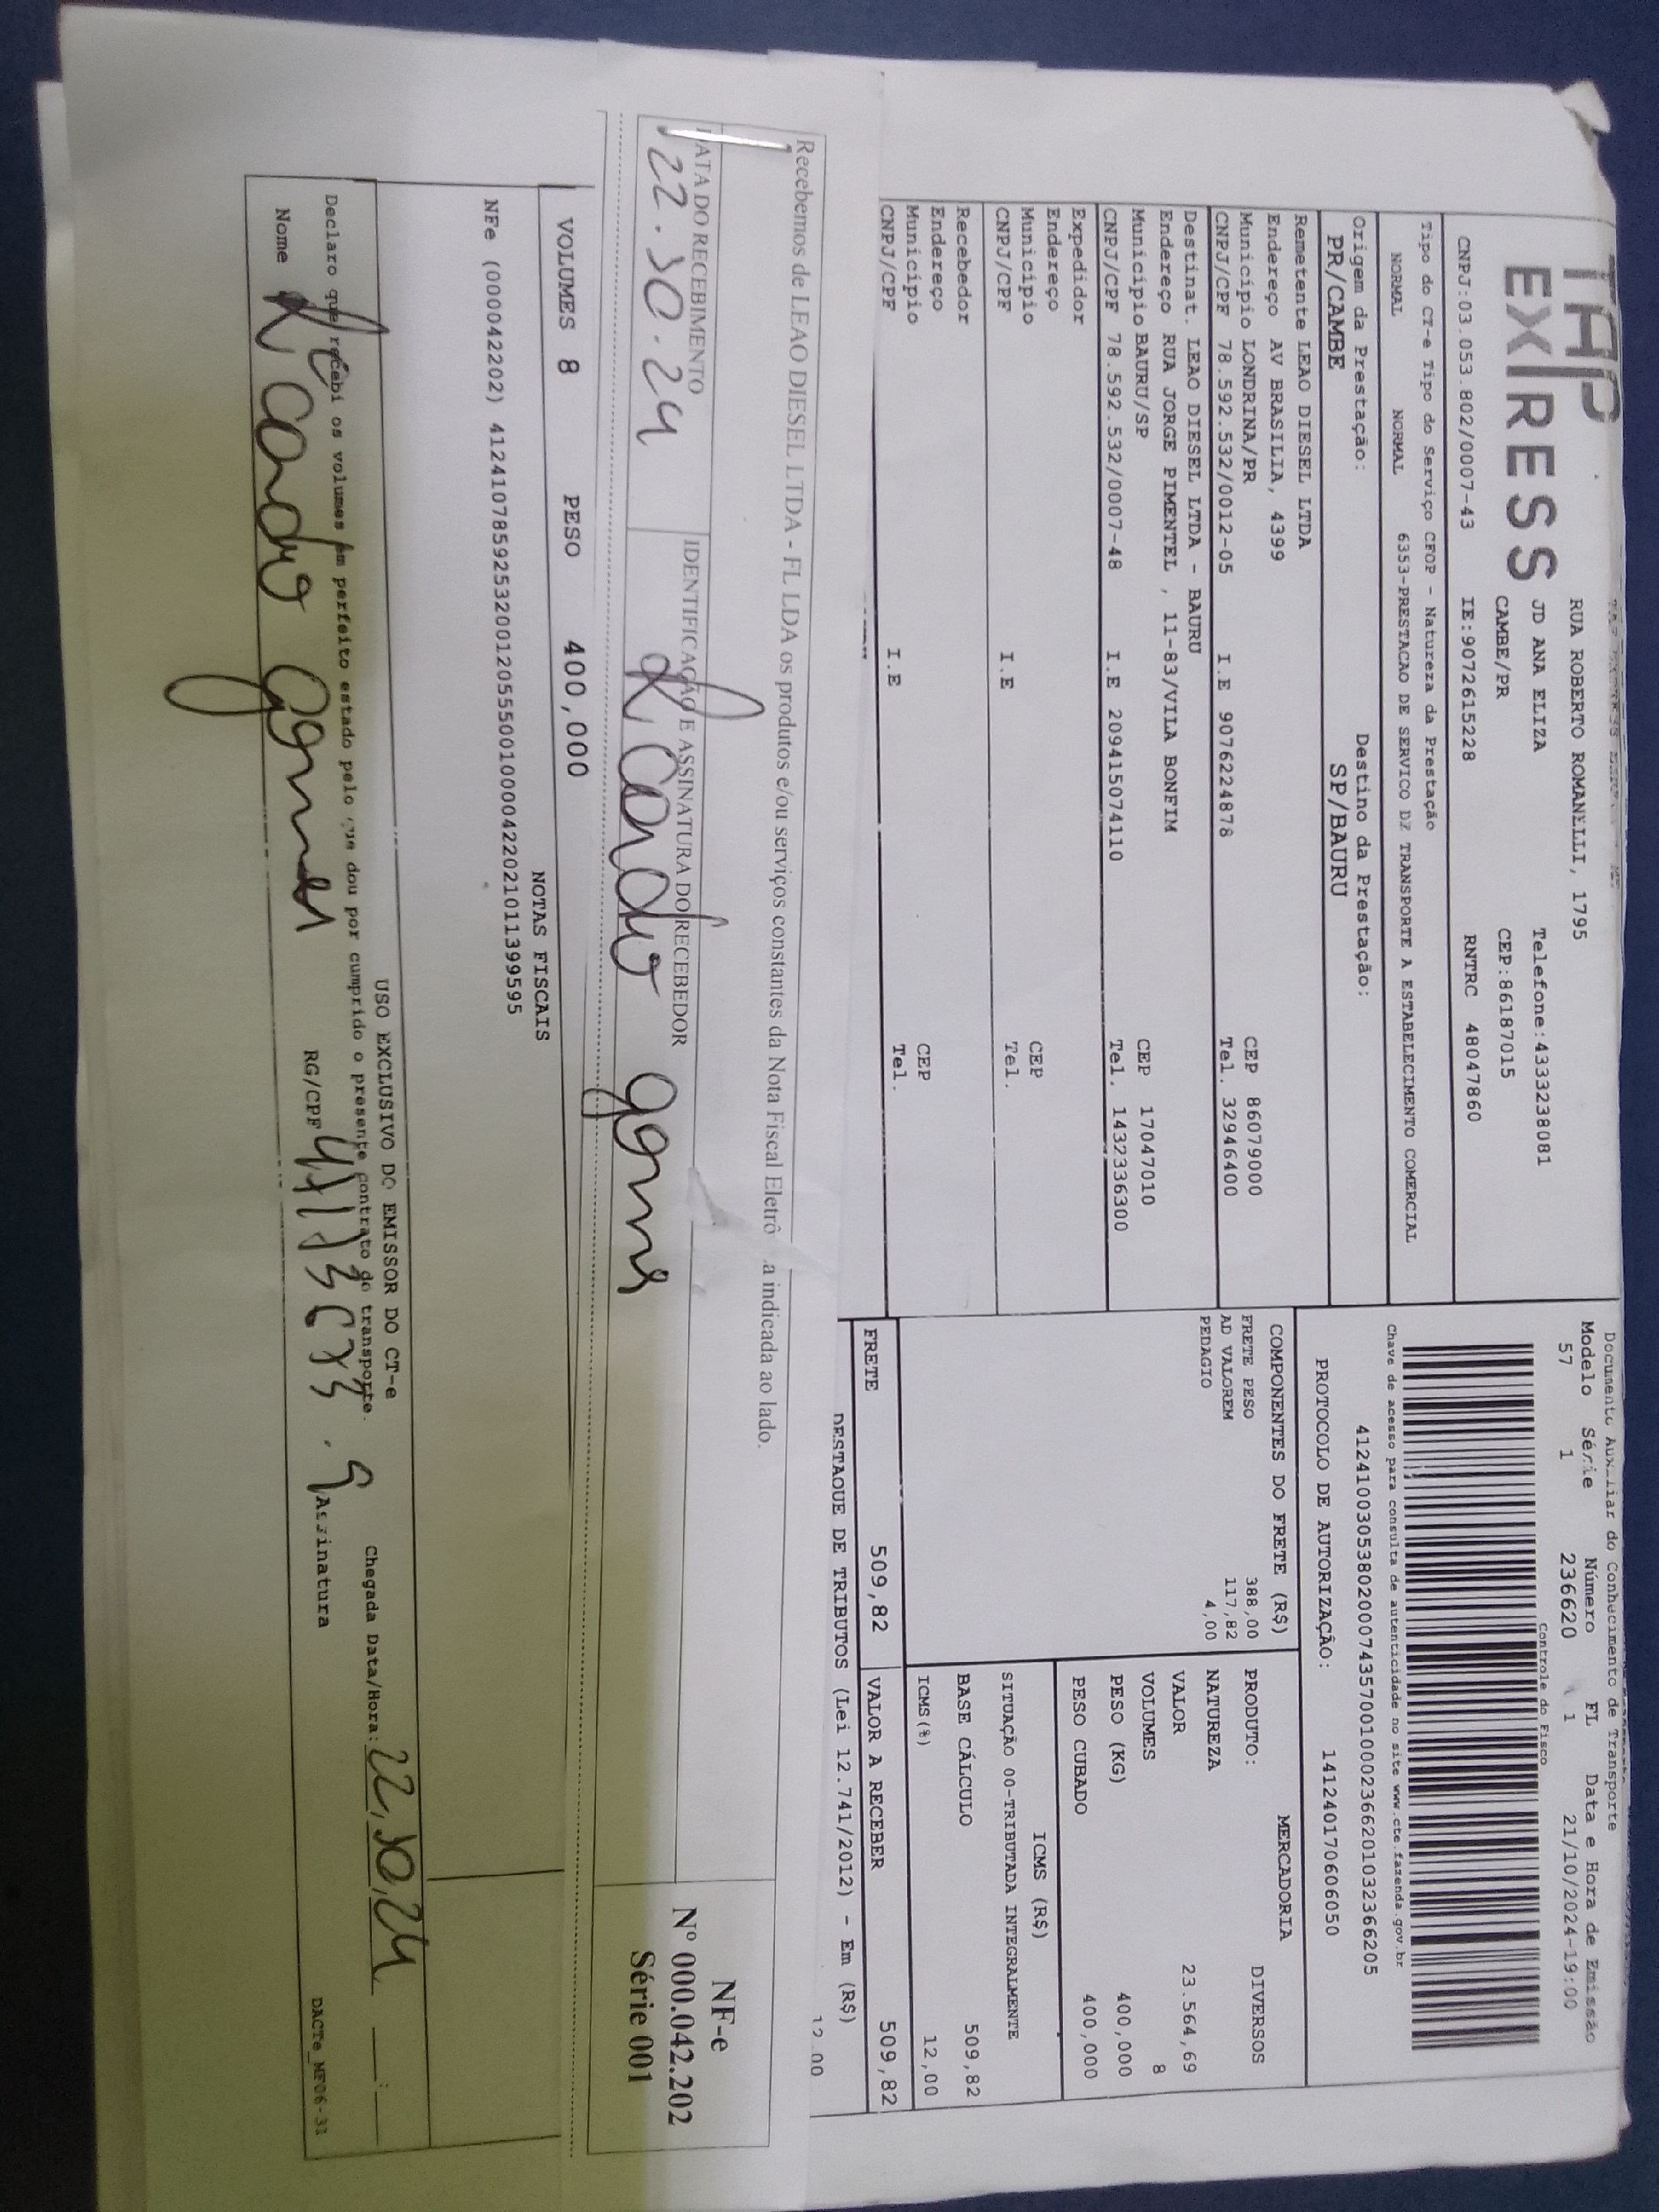 TAP
EXPRESS
RUA ROBERTO ROMANELLI, 1795
JD ANA ELIZA Telefone:4333238081
CAMBE/PR CEP:86187015
CNPJ:03.053.802/0007-43 IE:9072615228 RNTRC 48047860
Tipo do CT-e Tipo do Serviço CFOP - Natureza da Prestação
NORMAL NORMAL 6353-PRESTACAO DE SERVICO DE TRANSPORTE A ESTABELECIMENTO COMERCIAL
Origem da Prestação: Destino da Prestação:
PR/CAMBE SP/BAURU
Remetente LEAO DIESEL LTDA
Endereço AV BRASILIA, 4399 CEP 86079000
Município LONDRINA/PR Tel. 32946400
CNPJ/CPF 78.592.532/0012-05 I.E 9076224878
Destinat. LEAO DIESEL LTDA - BAURU
Endereço RUA JORGE PIMENTEL , 11-83/VILA BONFIM
Município BAURU/SP CEP 17047010
CNPJ/CPF 78.592.532/0007-48 I.E 209415074110 Tel. 1432336300
Expedidor
Endereço
Município CEP
CNPJ/CPF I.E Tel.
Recebedor
Endereço
Município CEP
CNPJ/CPF I.E Tel.
Documento Auxiliar do Conhecimento de Transporte
Modelo Série Número FL Data e Hora de Emissão
57 1 236620 1 21/10/2024-19:00
Controle do Fisco
Chave de acesso para consulta de autenticidade no site www.cte.fazenda.gov.br
41241003053802000743570010002366201032366205
PROTOCOLO DE AUTORIZAÇÃO: 141240170606050
COMPONENTES DO FRETE (R$)
FRETE PESO 388,00
AD VALOREM 117,82
PEDAGIO 4,00
MERCADORIA
PRODUTO: DIVERSOS
NATUREZA
VALOR 23.564,69
VOLUMES 8
PESO (KG) 400,000
PESO CUBADO 400,000
ICMS (R$)
SITUAÇÃO 00-TRIBUTADA INTEGRALMENTE
BASE CÁLCULO 509,82
ICMS(%) 12,00
FRETE 509,82 VALOR A RECEBER 509,82
DESTAQUE DE TRIBUTOS (Lei 12.741/2012) - Em (R$)
12,00
Recebemos de LEAO DIESEL LTDA - FL LDA os produtos e/ou serviços constantes da Nota Fiscal Eletrô a indicada ao lado.
DATA DO RECEBIMENTO IDENTIFICAÇÃO E ASSINATURA DO RECEBEDOR
22.10.24
NF-e
Nº 000.042.202
Série 001
VOLUMES 8 PESO 400,000
NOTAS FISCAIS
NFe (000042202) 41241078592532001205550010000422021011399595
USO EXCLUSIVO DO EMISSOR DO CT-e
Declaro que recebi os volumes em perfeito estado pelo que dou por cumprido o presente contrato de transporte.
Chegada Data/Hora: 22,10,24 __:__
Nome RG/CPF Assinatura
DACTe_MF06-31